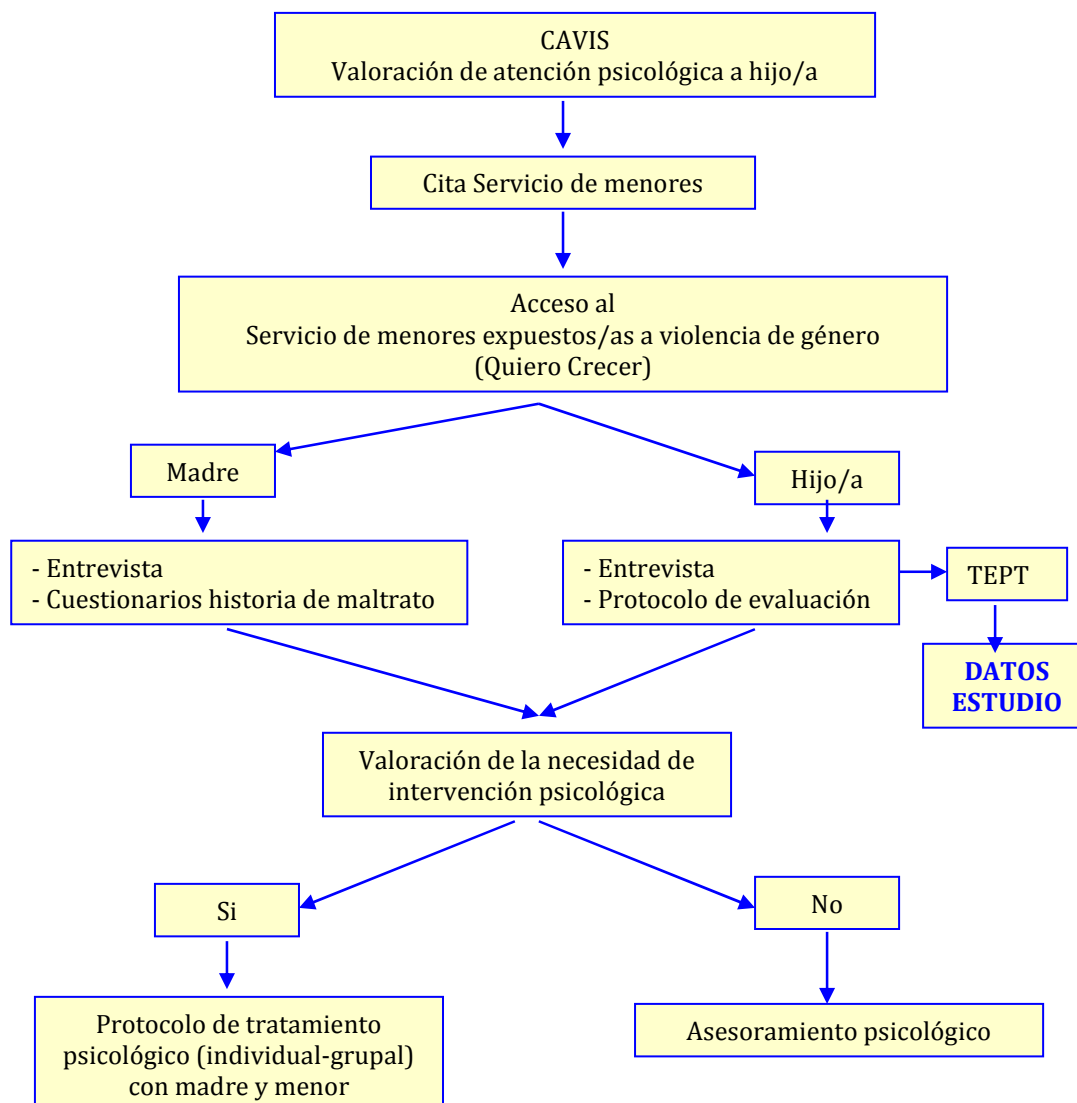 CAVIS
Valoración de atención psicológica a hijo/a
Cita Servicio de menores
Acceso al
Servicio de menores expuestos/as a violencia de género
(Quiero Crecer)
Madre
Hijo/a
- Entrevista
- Cuestionarios historia de maltrato
- Entrevista
- Protocolo de evaluación
TEPT
DATOS
ESTUDIO
Valoración de la necesidad de
intervención psicológica
Si
No
Protocolo de tratamiento
psicológico (individual-grupal)
con madre y menor
Asesoramiento psicológico